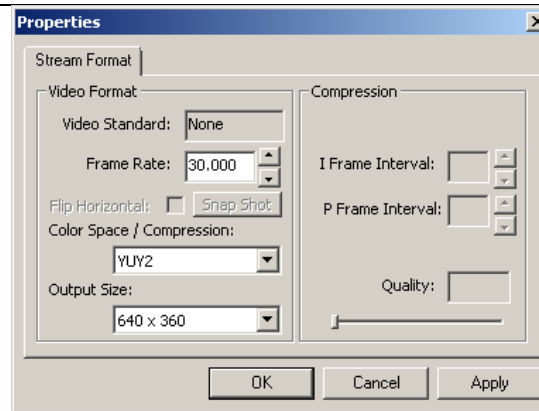 Properties
Stream Format
Video Format
Video Standard: None
Frame Rate: 30.000
Flip Horizontal: Snap Shot
Color Space / Compression:
YUY2
Output Size:
640 x 360
Compression
I Frame Interval:
P Frame Interval:
Quality:
OK Cancel Apply